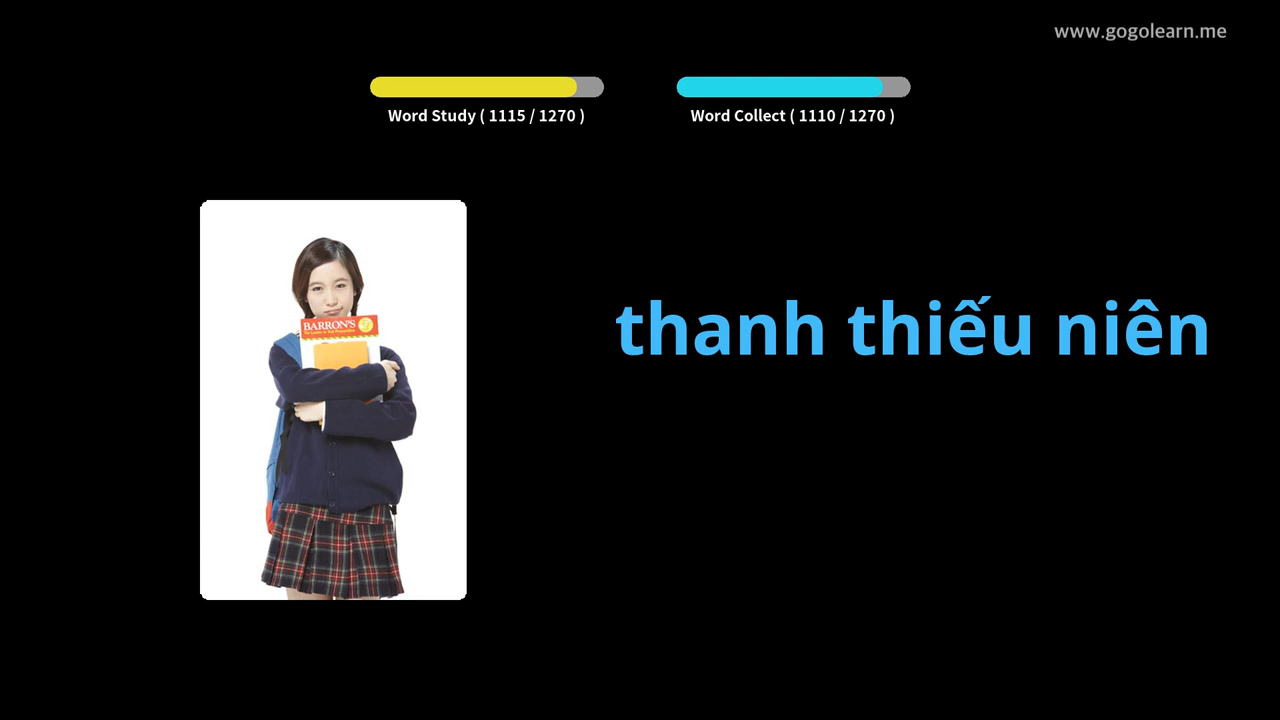 www.gogolearn.me
Word Study ( 1115 / 1270 )
Word Collect ( 1110 / 1270 )
thanh thiếu niên
BARRON'S